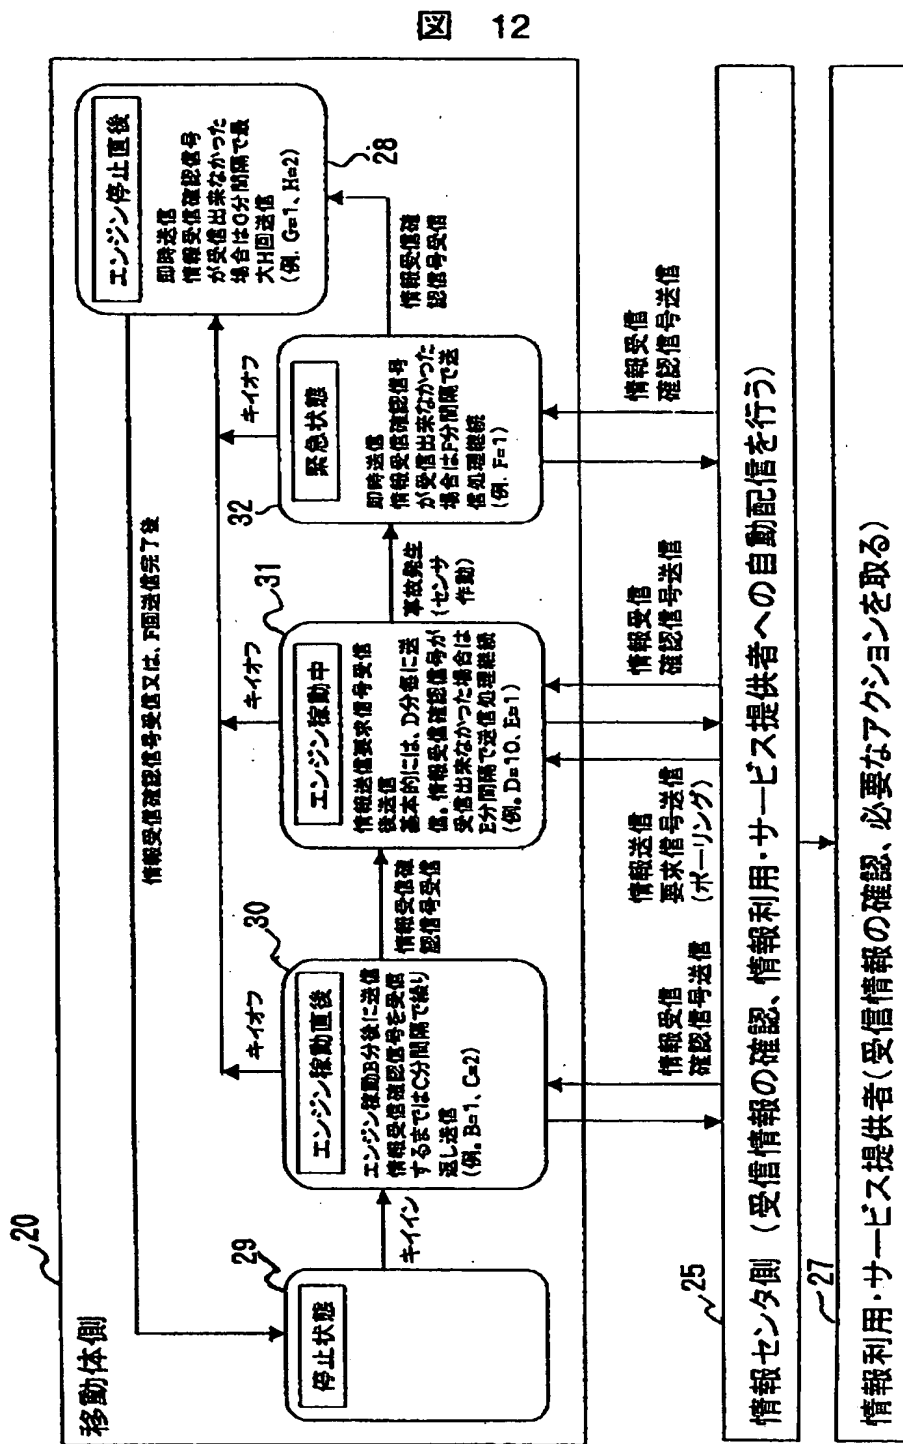 図 12
20
移動体側
29
停止状態
キイイン
30
エンジン稼動直後
エンジン稼動B分後に送信
情報受信確認信号を受信
するまではC分間隔で繰り
返し送信
(例。B=1、C=2)
キイオフ
情報受信確
認信号受信
31
エンジン稼動中
情報送信要求信号受信
後送信
基本的には、D分毎に送
信。情報受信確認信号が
受信出来なかった場合は
E分間隔で送信処理継続
(例。D=10、E=1)
キイオフ
事故発生
(センサ
作動)
32
緊急状態
即時送信
情報受信確認信号
が受信出来なかった
場合はF分間隔で送
信処理継続
(例. F=1)
キイオフ
情報受信確
認信号受信
28
エンジン停止直後
即時送信
情報受信確認信号
が受信出来なかった
場合はG分間隔で最
大H回送信
(例. G=1、H=2)
情報受信確認信号受信又は、F回送信完了後
情報受信
確認信号送信
情報送信
要求信号送信
(ポーリング)
情報受信
確認信号送信
情報受信
確認信号送信
25
情報センタ側 (受信情報の確認、情報利用・サービス提供者への自動配信を行う)
27
情報利用・サービス提供者(受信情報の確認、必要なアクションを取る)